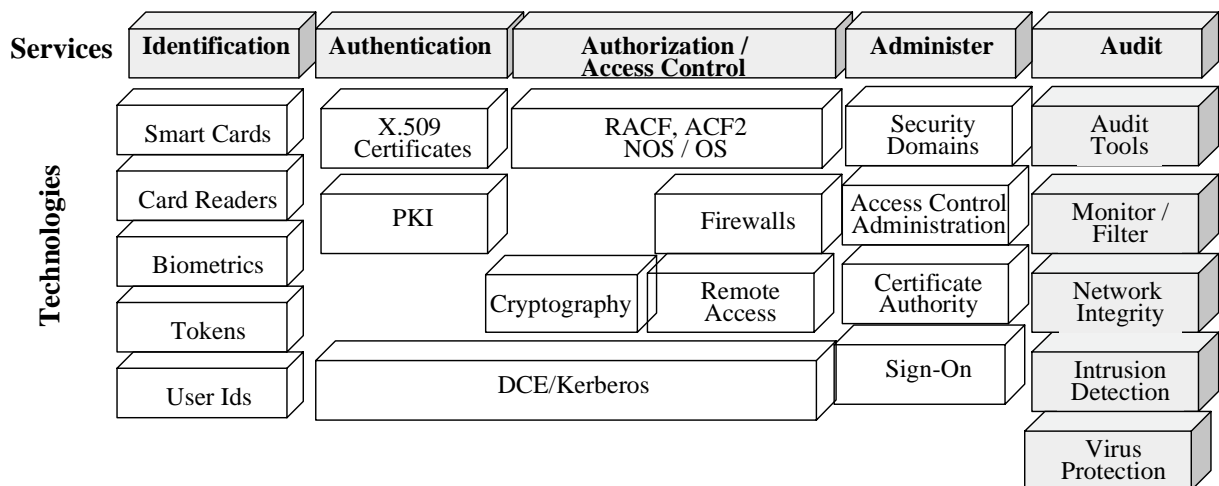 Services
Identification
Authentication
Authorization /
Access Control
Administer
Audit
Technologies
Smart Cards
Card Readers
Biometrics
Tokens
User Ids
X.509
Certificates
PKI
RACF, ACF2
NOS / OS
Firewalls
Cryptography
Remote
Access
DCE/Kerberos
Security
Domains
Access Control
Administration
Certificate
Authority
Sign-On
Audit
Tools
Monitor /
Filter
Network
Integrity
Intrusion
Detection
Virus
Protection